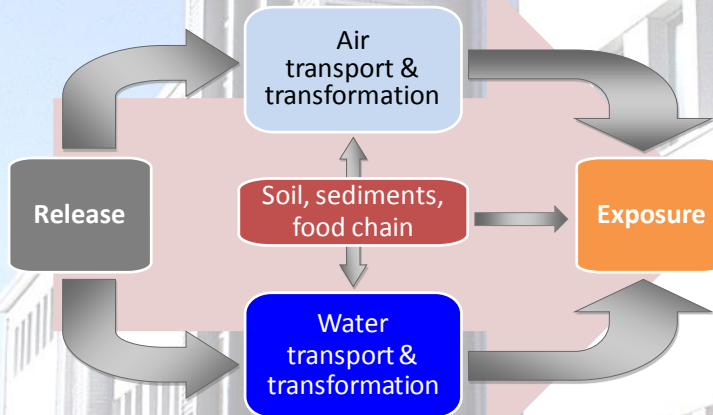 Air
transport &
transformation
Release
Soil, sediments,
food chain
Exposure
Water
transport &
transformation